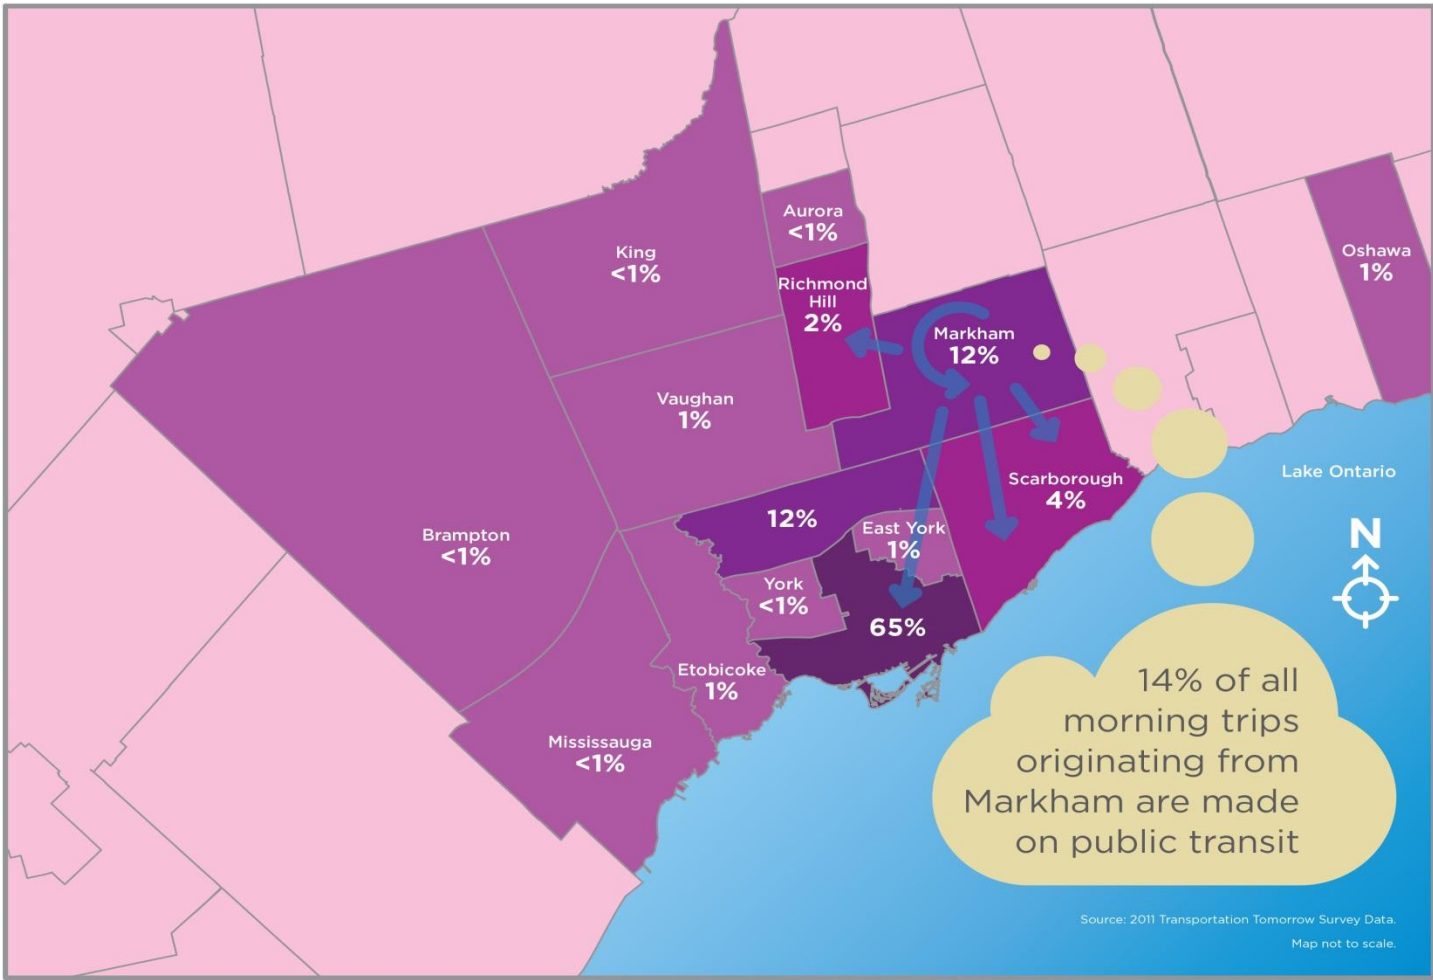 Aurora
<1%
King
<1%
Oshawa
1%
Richmond
Hill
2%
Markham
12%
Vaughan
1%
Lake Ontario
Scarborough
4%
12%
East York
1%
Brampton
<1%
N
York
<1%
65%
Etobicoke
1%
Mississauga
<1%
14% of all
morning trips
originating from
Markham are made
on public transit
Source: 2011 Transportation Tomorrow Survey Data.
Map not to scale.